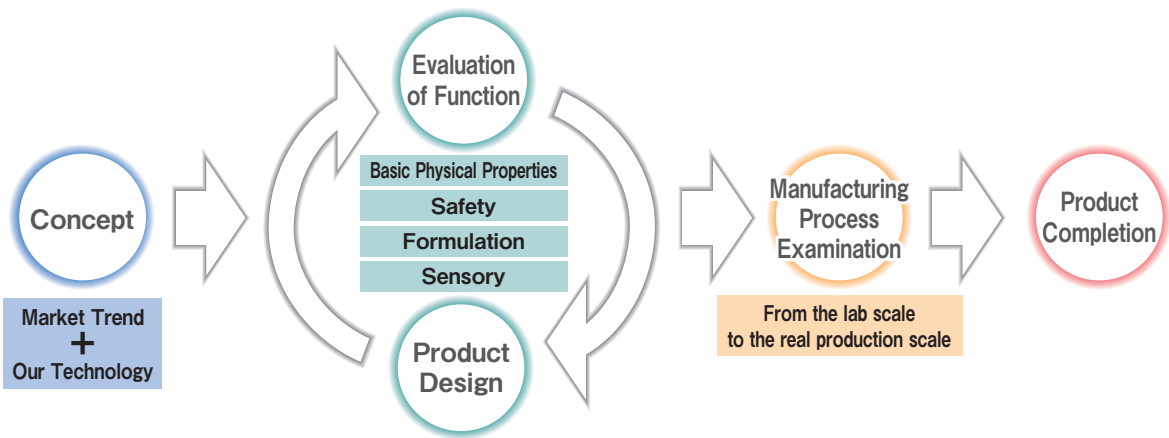 Concept
Market Trend
+
Our Technology
Evaluation
of Function
Basic Physical Properties
Safety
Formulation
Sensory
Product
Design
Manufacturing
Process
Examination
From the lab scale
to the real production scale
Product
Completion